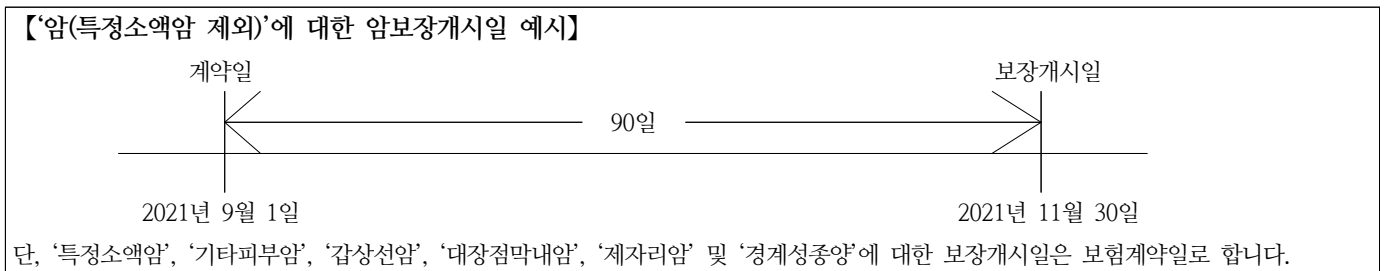 【‘암(특정소액암 제외)’에 대한 암보장개시일 예시】
계약일 보장개시일
90일
2021년 9월 1일 2021년 11월 30일
단, ‘특정소액암’, ‘기타피부암’, ‘갑상선암’, ‘대장점막내암’, ‘제자리암’ 및 ‘경계성종양’에 대한 보장개시일은 보험계약일로 합니다.